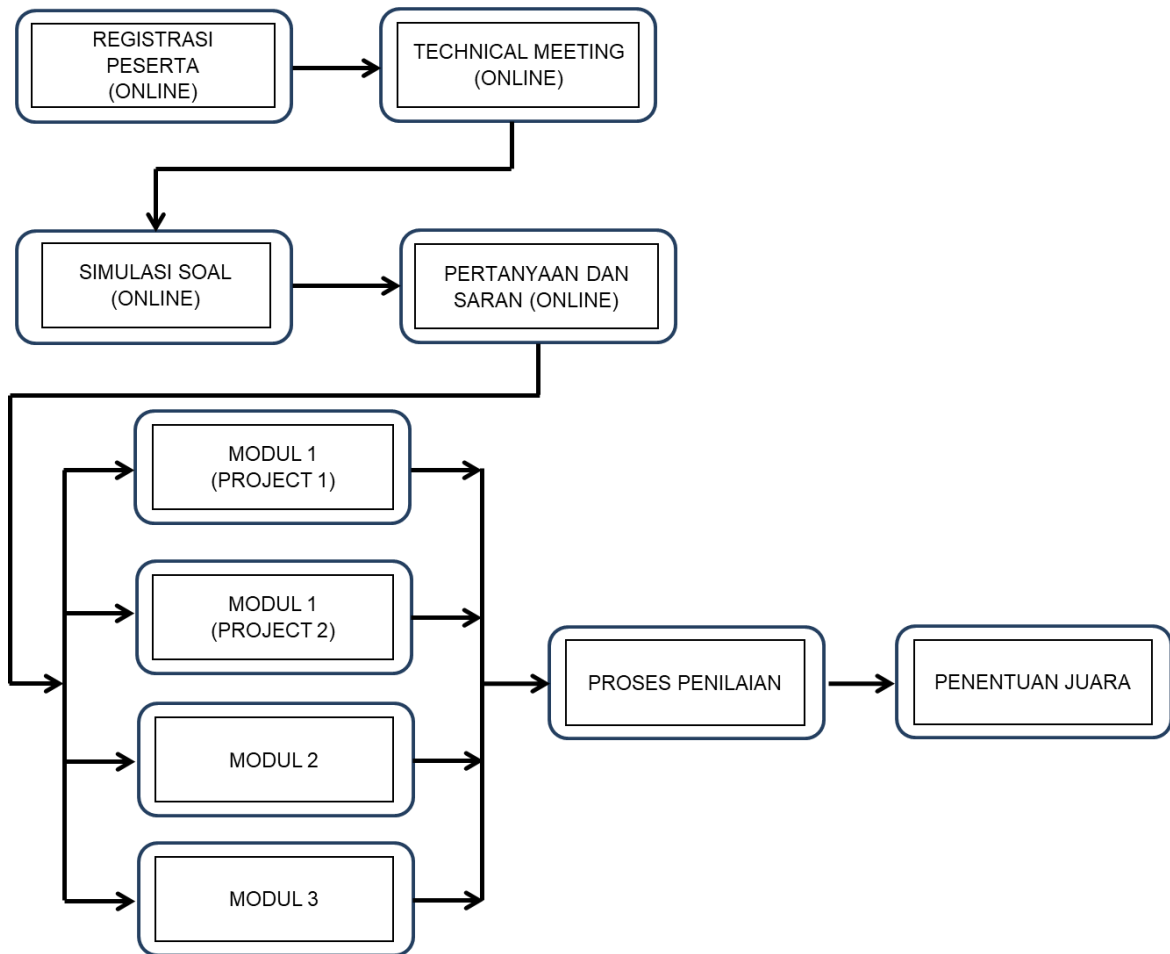 REGISTRASI
PESERTA
(ONLINE)
TECHNICAL MEETING
(ONLINE)
SIMULASI SOAL
(ONLINE)
PERTANYAAN DAN
SARAN (ONLINE)
MODUL 1
(PROJECT 1)
MODUL 1
(PROJECT 2)
MODUL 2
MODUL 3
PROSES PENILAIAN
PENENTUAN JUARA